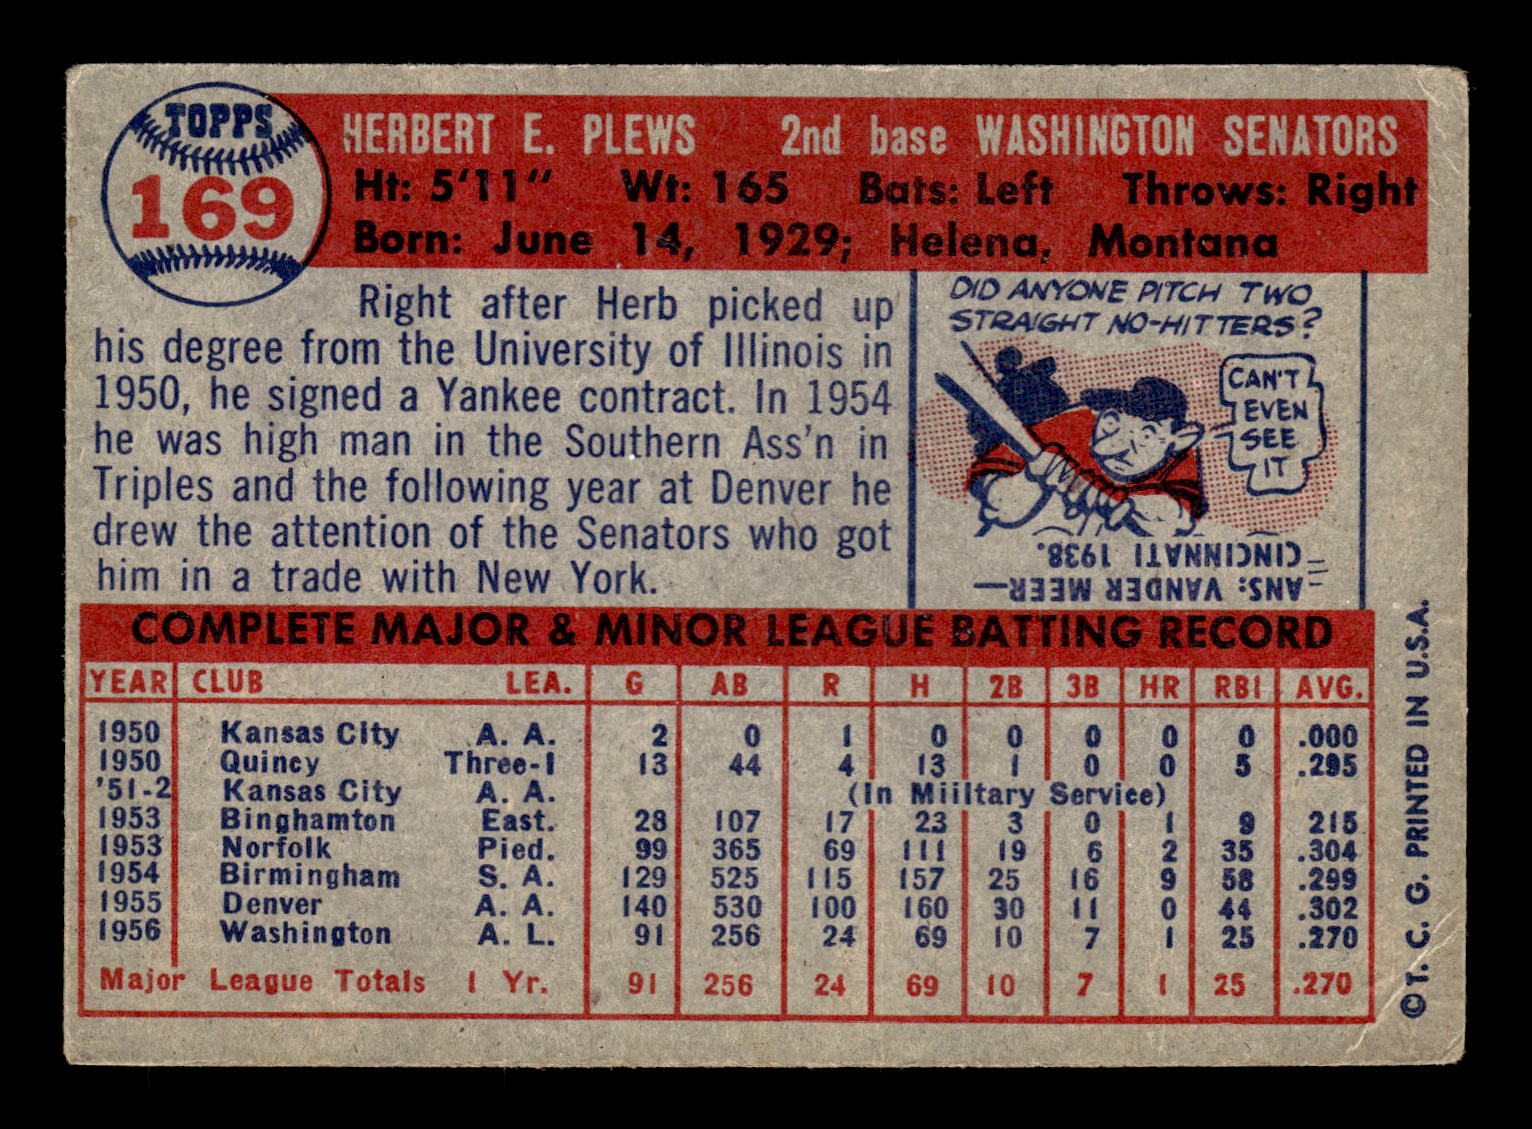 TOPPS
169
HERBERT E. PLEWS 2nd base WASHINGTON SENATORS
Ht: 5'11" Wt: 165 Bats: Left Throws: Right
Born: June 14, 1929; Helena, Montana
Right after Herb picked up
his degree from the University of Illinois in
1950, he signed a Yankee contract. In 1954
he was high man in the Southern Ass'n in
Triples and the following year at Denver he
drew the attention of the Senators who got
him in a trade with New York.
DID ANYONE PITCH TWO
STRAIGHT NO-HITTERS?
CAN'T
EVEN
SEE
IT
ANS: VANDER MEER—
CINCINNATI 1938.
COMPLETE MAJOR & MINOR LEAGUE BATTING RECORD
YEAR CLUB LEA. G AB R H 2B 3B HR RBI AVG.
1950 Kansas City A. A. 2 0 1 0 0 0 0 0 .000
1950 Quincy Three-I 13 44 4 13 1 0 0 5 .295
'51-2 Kansas City A. A. (In Military Service)
1953 Binghamton East. 28 107 17 23 3 0 1 9 215
1953 Norfolk Pied. 99 365 69 111 19 6 2 35 .304
1954 Birmingham S. A. 129 525 115 157 25 16 9 58 .299
1955 Denver A. A. 140 530 100 160 30 11 0 44 .302
1956 Washington A. L. 91 256 24 69 10 7 1 25 .270
Major League Totals 1 Yr. 91 256 24 69 10 7 1 25 .270
©T. C. G. PRINTED IN U.S.A.